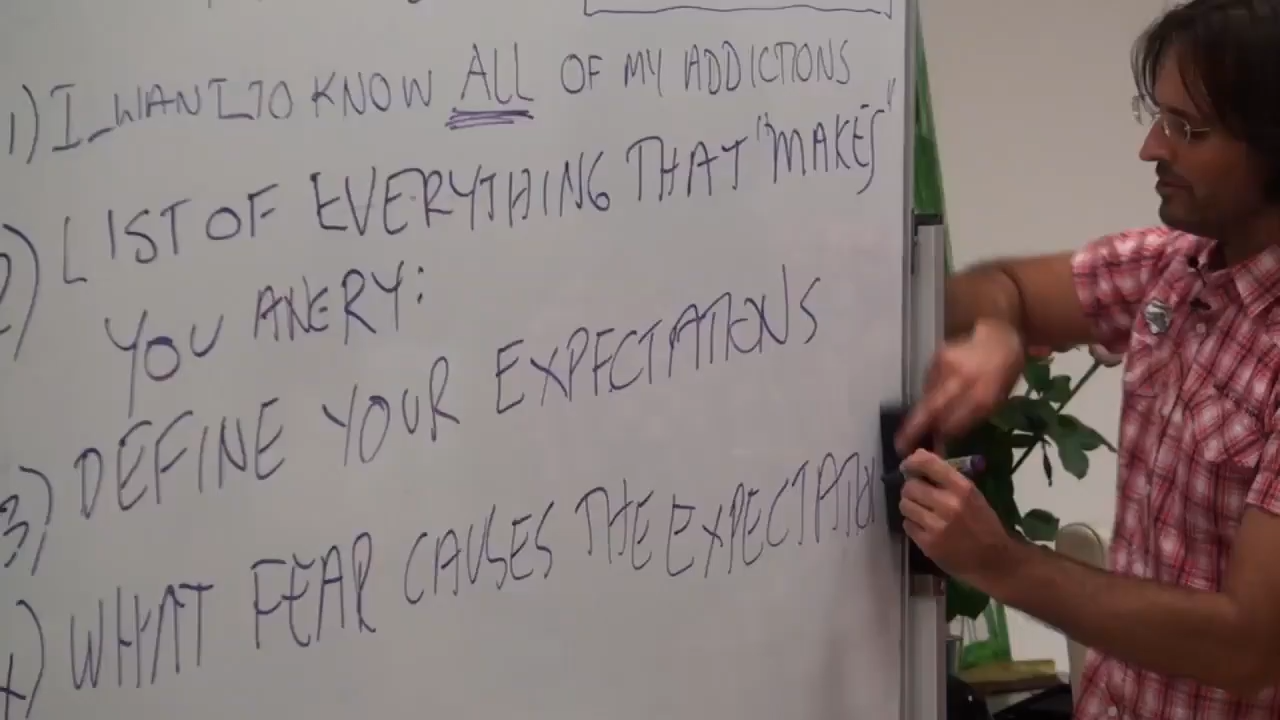 1) I WANT TO KNOW ALL OF MY ADDICTIONS
2) LIST OF EVERYTHING THAT "MAKES"
YOU ANGRY:
3) DEFINE YOUR EXPECTATIONS
4) WHAT FEAR CAUSES THE EXPECTATION